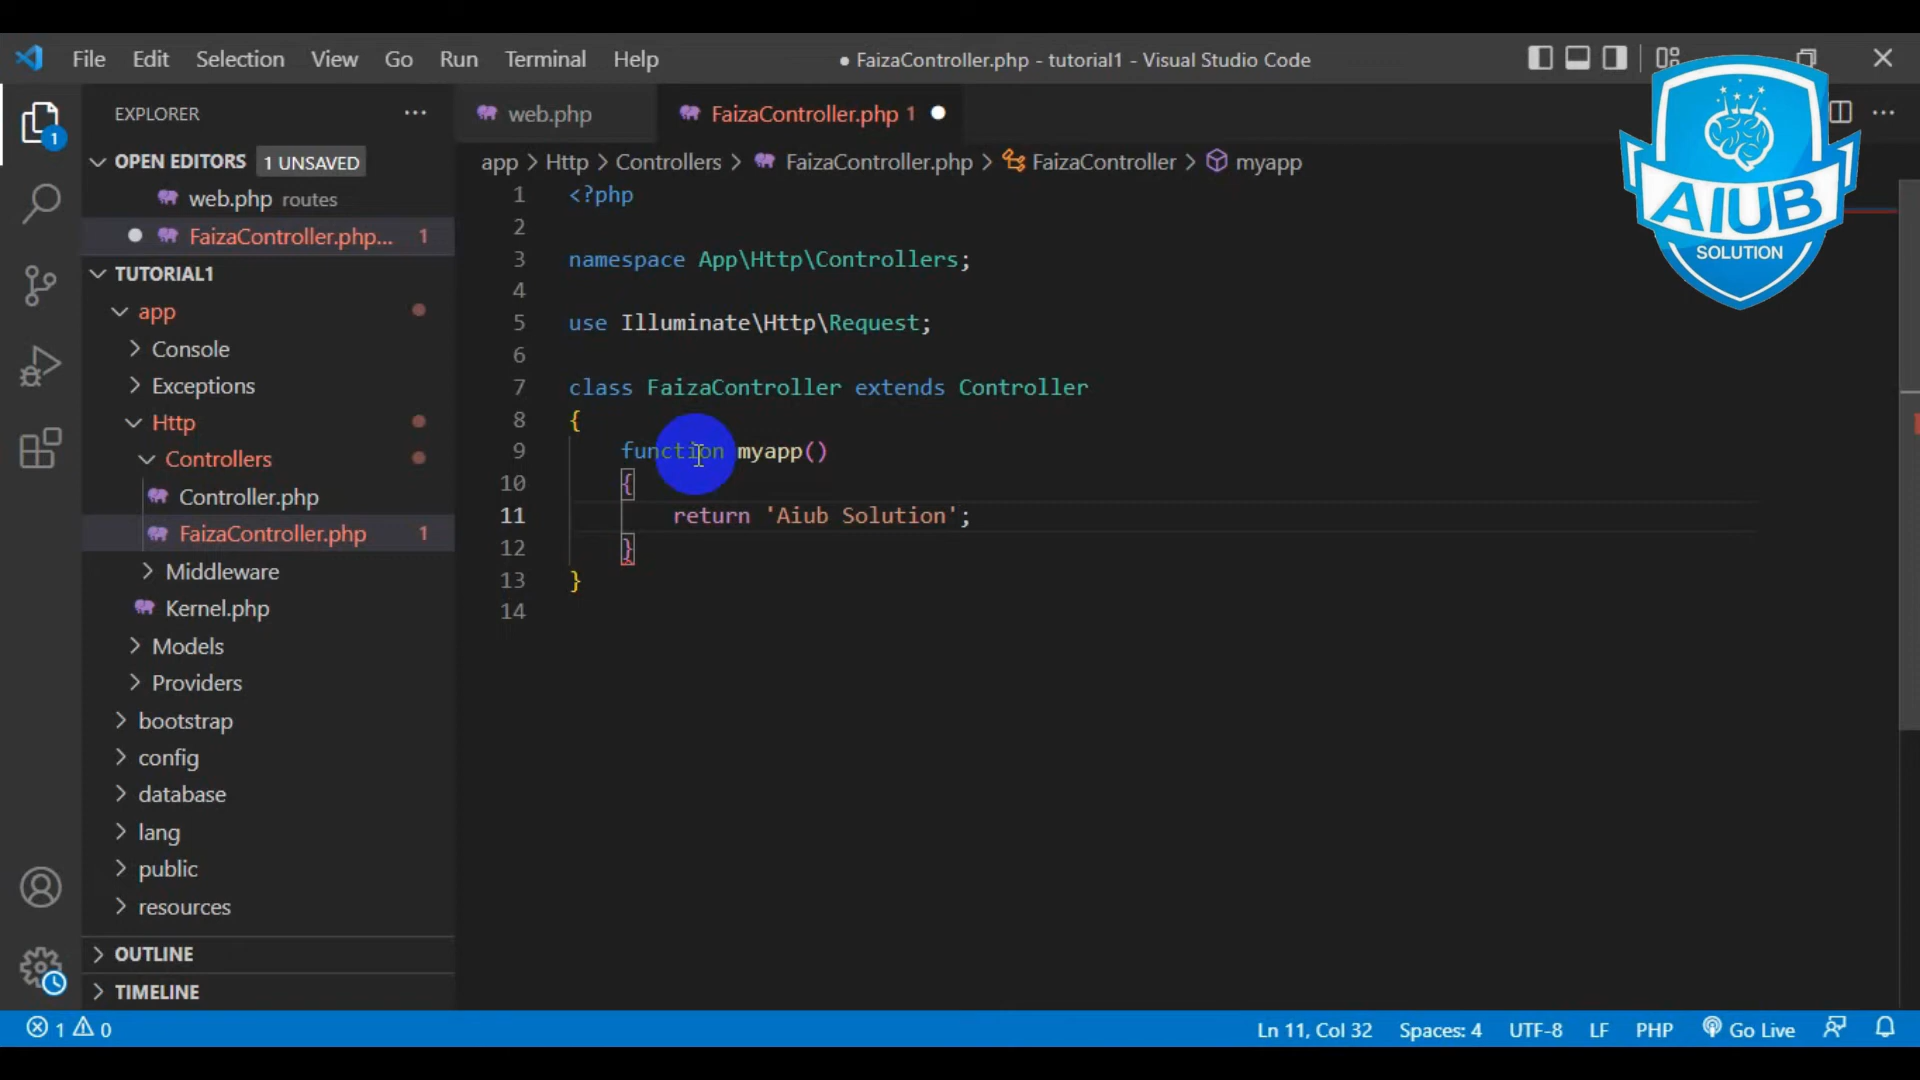 File Edit Selection View Go Run Terminal Help
● FaizaController.php - tutorial1 - Visual Studio Code
AIUB
SOLUTION
EXPLORER
OPEN EDITORS 1 UNSAVED
web.php routes
FaizaController.php... 1
TUTORIAL1
app
Console
Exceptions
Http
Controllers
Controller.php
FaizaController.php 1
Middleware
Kernel.php
Models
Providers
bootstrap
config
database
lang
public
resources
OUTLINE
TIMELINE
1
web.php
FaizaController.php 1
app > Http > Controllers > FaizaController.php > FaizaController > myapp
1 <?php
2
3 namespace App\Http\Controllers;
4
5 use Illuminate\Http\Request;
6
7 class FaizaController extends Controller
8 {
9 function myapp()
10 {
11 return 'Aiub Solution';
12 }
13 }
14
1 0
Ln 11, Col 32 Spaces: 4 UTF-8 LF PHP Go Live